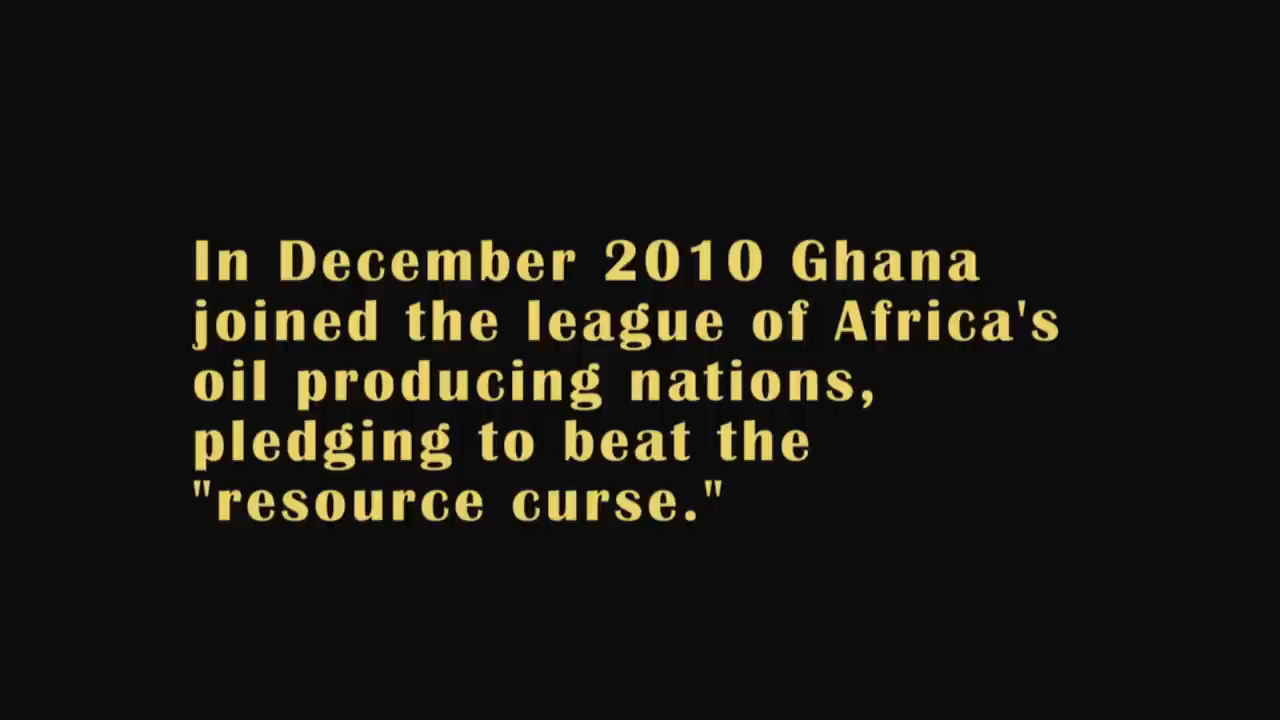 In December 2010 Ghana
joined the league of Africa's
oil producing nations,
pledging to beat the
"resource curse."